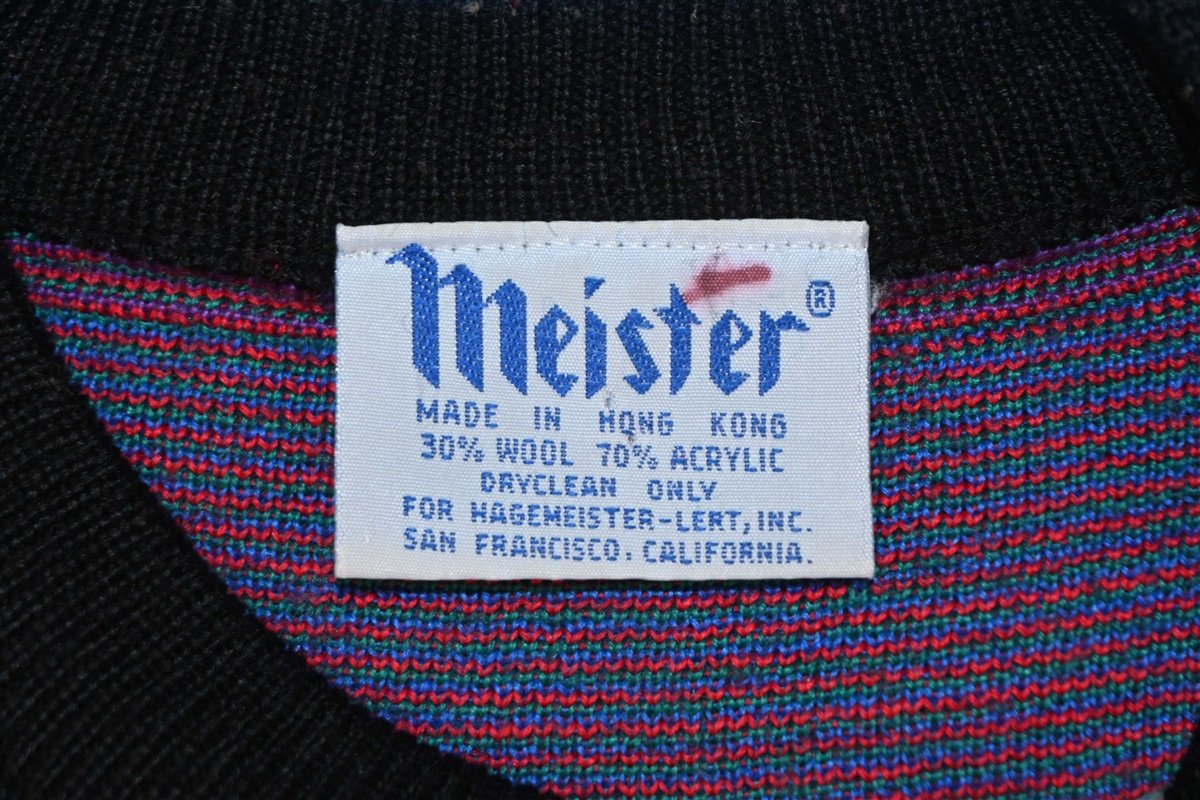 Meister®
MADE IN HONG KONG
30% WOOL 70% ACRYLIC
DRYCLEAN ONLY
FOR HAGEMEISTER-LERT, INC.
SAN FRANCISCO, CALIFORNIA.